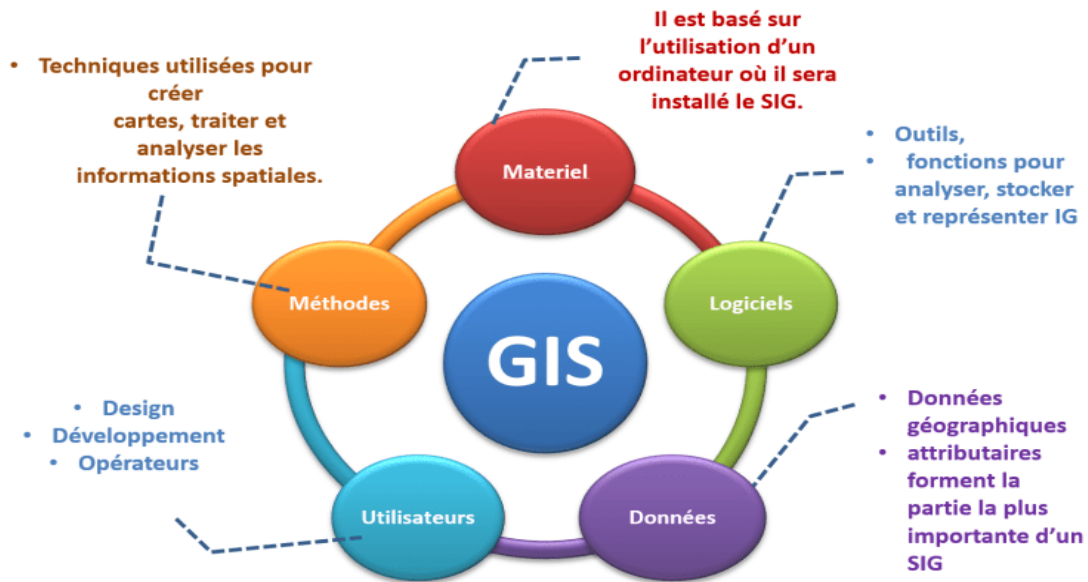 Il est basé sur
l'utilisation d'un
ordinateur où il sera
installé le SIG.
• Techniques utilisées pour
créer
cartes, traiter et
analyser les
informations spatiales.
• Outils,
• fonctions pour
analyser, stocker
et représenter IG
Materiel
Méthodes
Logiciels
GIS
• Design
• Développement
• Opérateurs
• Données
géographiques
• attributaires
forment la
partie la plus
importante d'un
SIG
Utilisateurs
Données